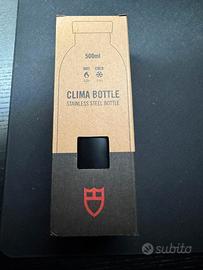 500ml
HOT COLD
CLIMA BOTTLE
STAINLESS STEEL BOTTLE
subito